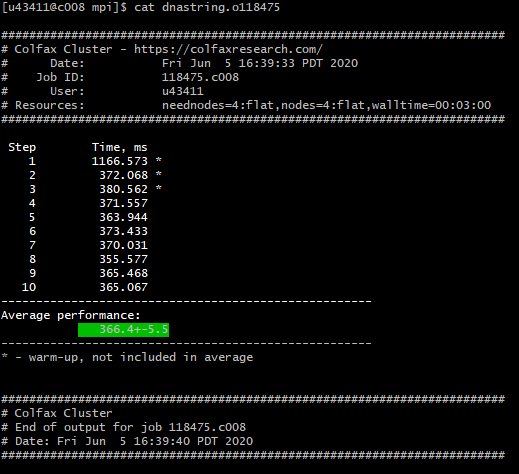 [u43411@c008 mpi]$ cat dnastring.o118475
########################################################################
# Colfax Cluster - https://colfaxresearch.com/
#      Date:           Fri Jun  5 16:39:33 PDT 2020
#    Job ID:           118475.c008
#      User:           u43411
# Resources:           neednodes=4:flat,nodes=4:flat,walltime=00:03:00
########################################################################
 Step        Time, ms
    1        1166.573 *
    2         372.068 *
    3         380.562 *
    4         371.557
    5         363.944
    6         373.433
    7         370.031
    8         355.577
    9         365.468
   10         365.067
-----------------------------------------------------
Average performance:
              366.4+-5.5
-----------------------------------------------------
* - warm-up, not included in average
########################################################################
# Colfax Cluster
# End of output for job 118475.c008
# Date: Fri Jun  5 16:39:40 PDT 2020
########################################################################